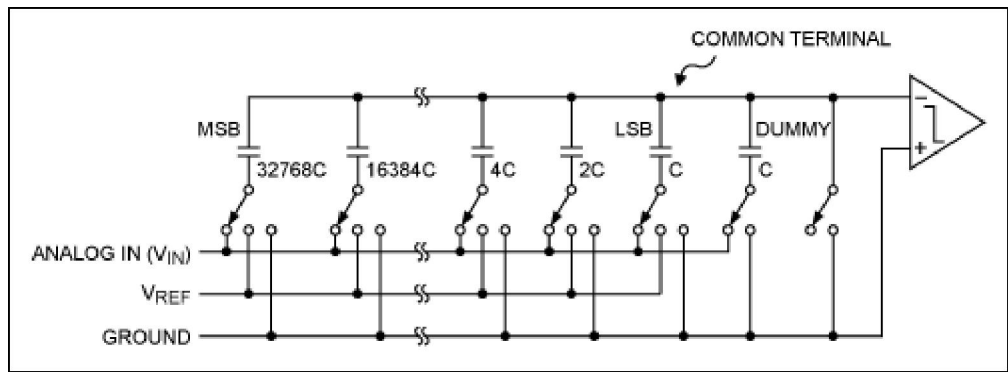 COMMON TERMINAL
MSB
LSB
DUMMY
32768C
16384C
4C
2C
C
C
−
+
ANALOG IN (VIN)
VREF
GROUND